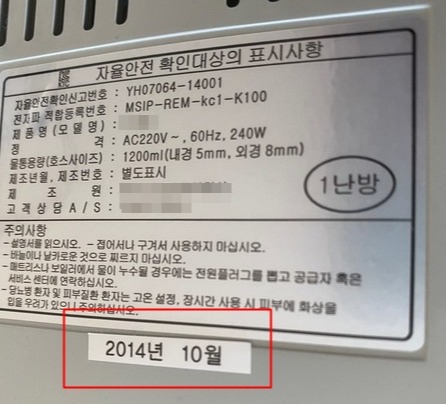 자율안전 확인대상의 표시사항
자율안전확인신고번호 : YH07064-14001
전자파 적합등록번호 : MSIP-REM-kc1-K100
제품명(모델명) :
정 격 : AC220V~, 60Hz, 240W
물통용량(호스사이즈) : 1200ml(내경 5mm, 외경 8mm)
제조년월, 제조번호 : 별도표시
제 조 원 :
고객상담 A/S :
1난방
주의사항
- 설명서를 읽으시오. - 접어서나 구겨서 사용하지 마십시오.
- 바늘이나 날카로운 것으로 찌르지 마십시오.
- 매트리스나 보일러에서 물이 누수될 경우에는 전원플러그를 뽑고 공급자 혹은
서비스 센터에 연락하십시오.
- 당뇨병 환자 및 피부질환 환자는 고온 설정, 장시간 사용 시 피부에 화상을
입을 우려가 있으니 주의하십시오.
2014년 10월